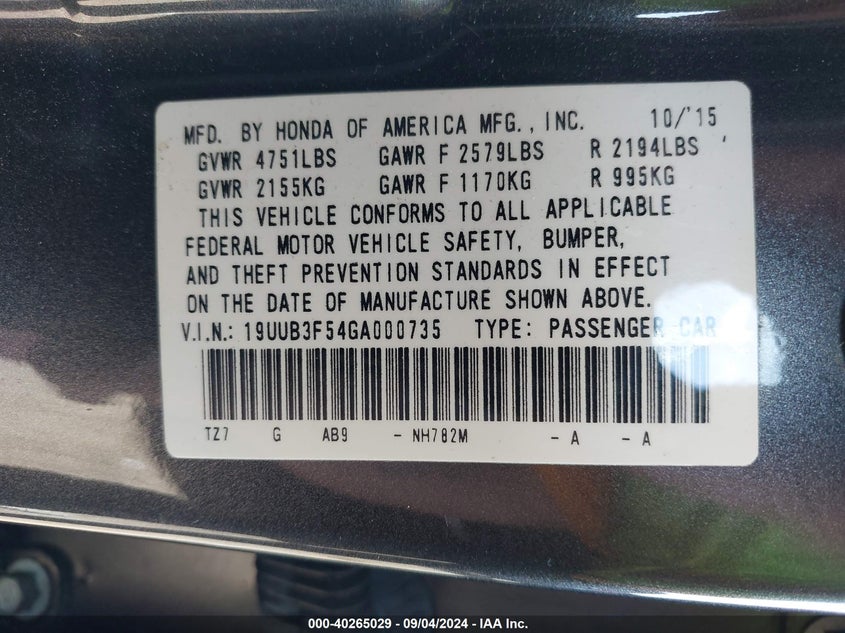 MFD. BY HONDA OF AMERICA MFG., INC. 10/'15
GVWR 4751LBS GAWR F 2579LBS R 2194LBS
GVWR 2155KG GAWR F 1170KG R 995KG
THIS VEHICLE CONFORMS TO ALL APPLICABLE
FEDERAL MOTOR VEHICLE SAFETY, BUMPER,
AND THEFT PREVENTION STANDARDS IN EFFECT
ON THE DATE OF MANUFACTURE SHOWN ABOVE.
V.I.N.: 19UUB3F54GA000735 TYPE: PASSENGER CAR
TZ7 G AB9 - NH782M - A - A
000-40265029 - 09/04/2024 - IAA Inc.